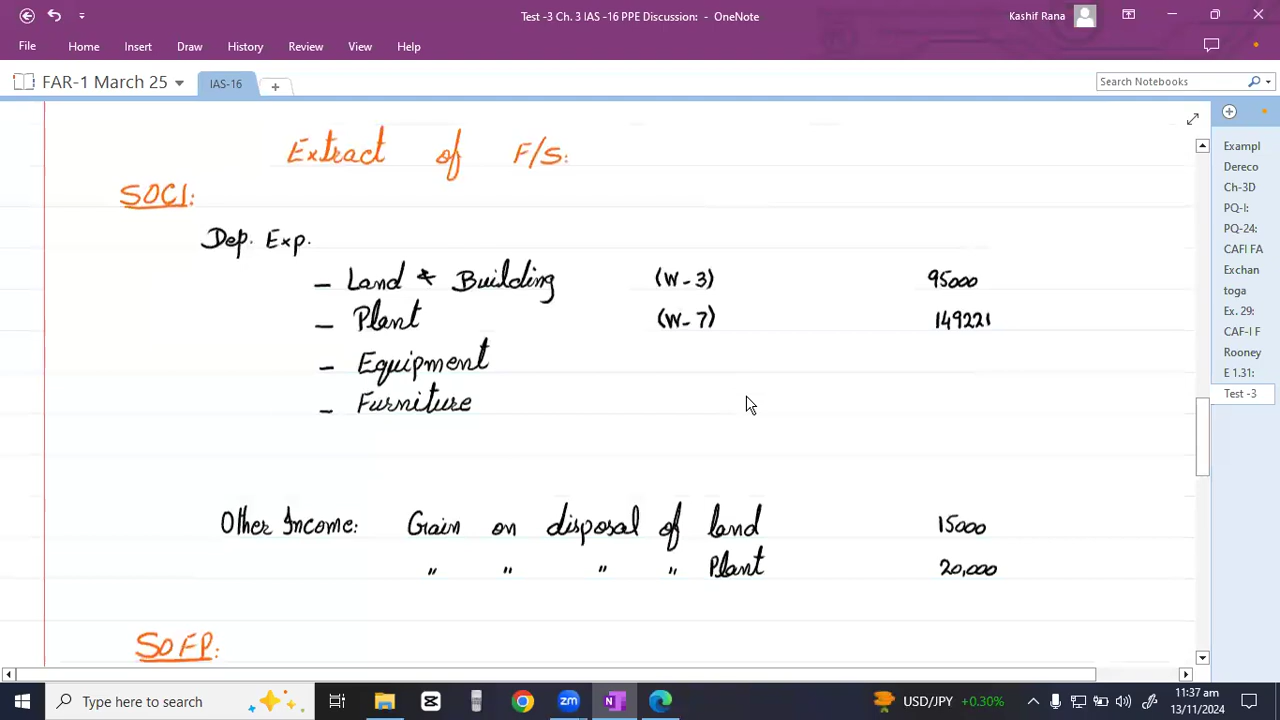 Test -3 Ch. 3 IAS -16 PPE Discussion: - OneNote
Kashif Rana
File Home Insert Draw History Review View Help
FAR-1 March 25
IAS-16
Search Notebooks
Extract of F/S:
SOCI:
Dep. Exp.
- Land & Building (W-3) 95000
- Plant (W-7) 149221
- Equipment
- Furniture
Other Income: Gain on disposal of land 15000
" " " " Plant 20,000
SOFP:
Exampl
Dereco
Ch-3D
PQ-I:
PQ-24:
CAFI FA
Exchan
toga
Ex. 29:
CAF-I F
Rooney
E 1.31:
Test -3
Type here to search
zm
USD/JPY +0.30%
11:37 am
13/11/2024